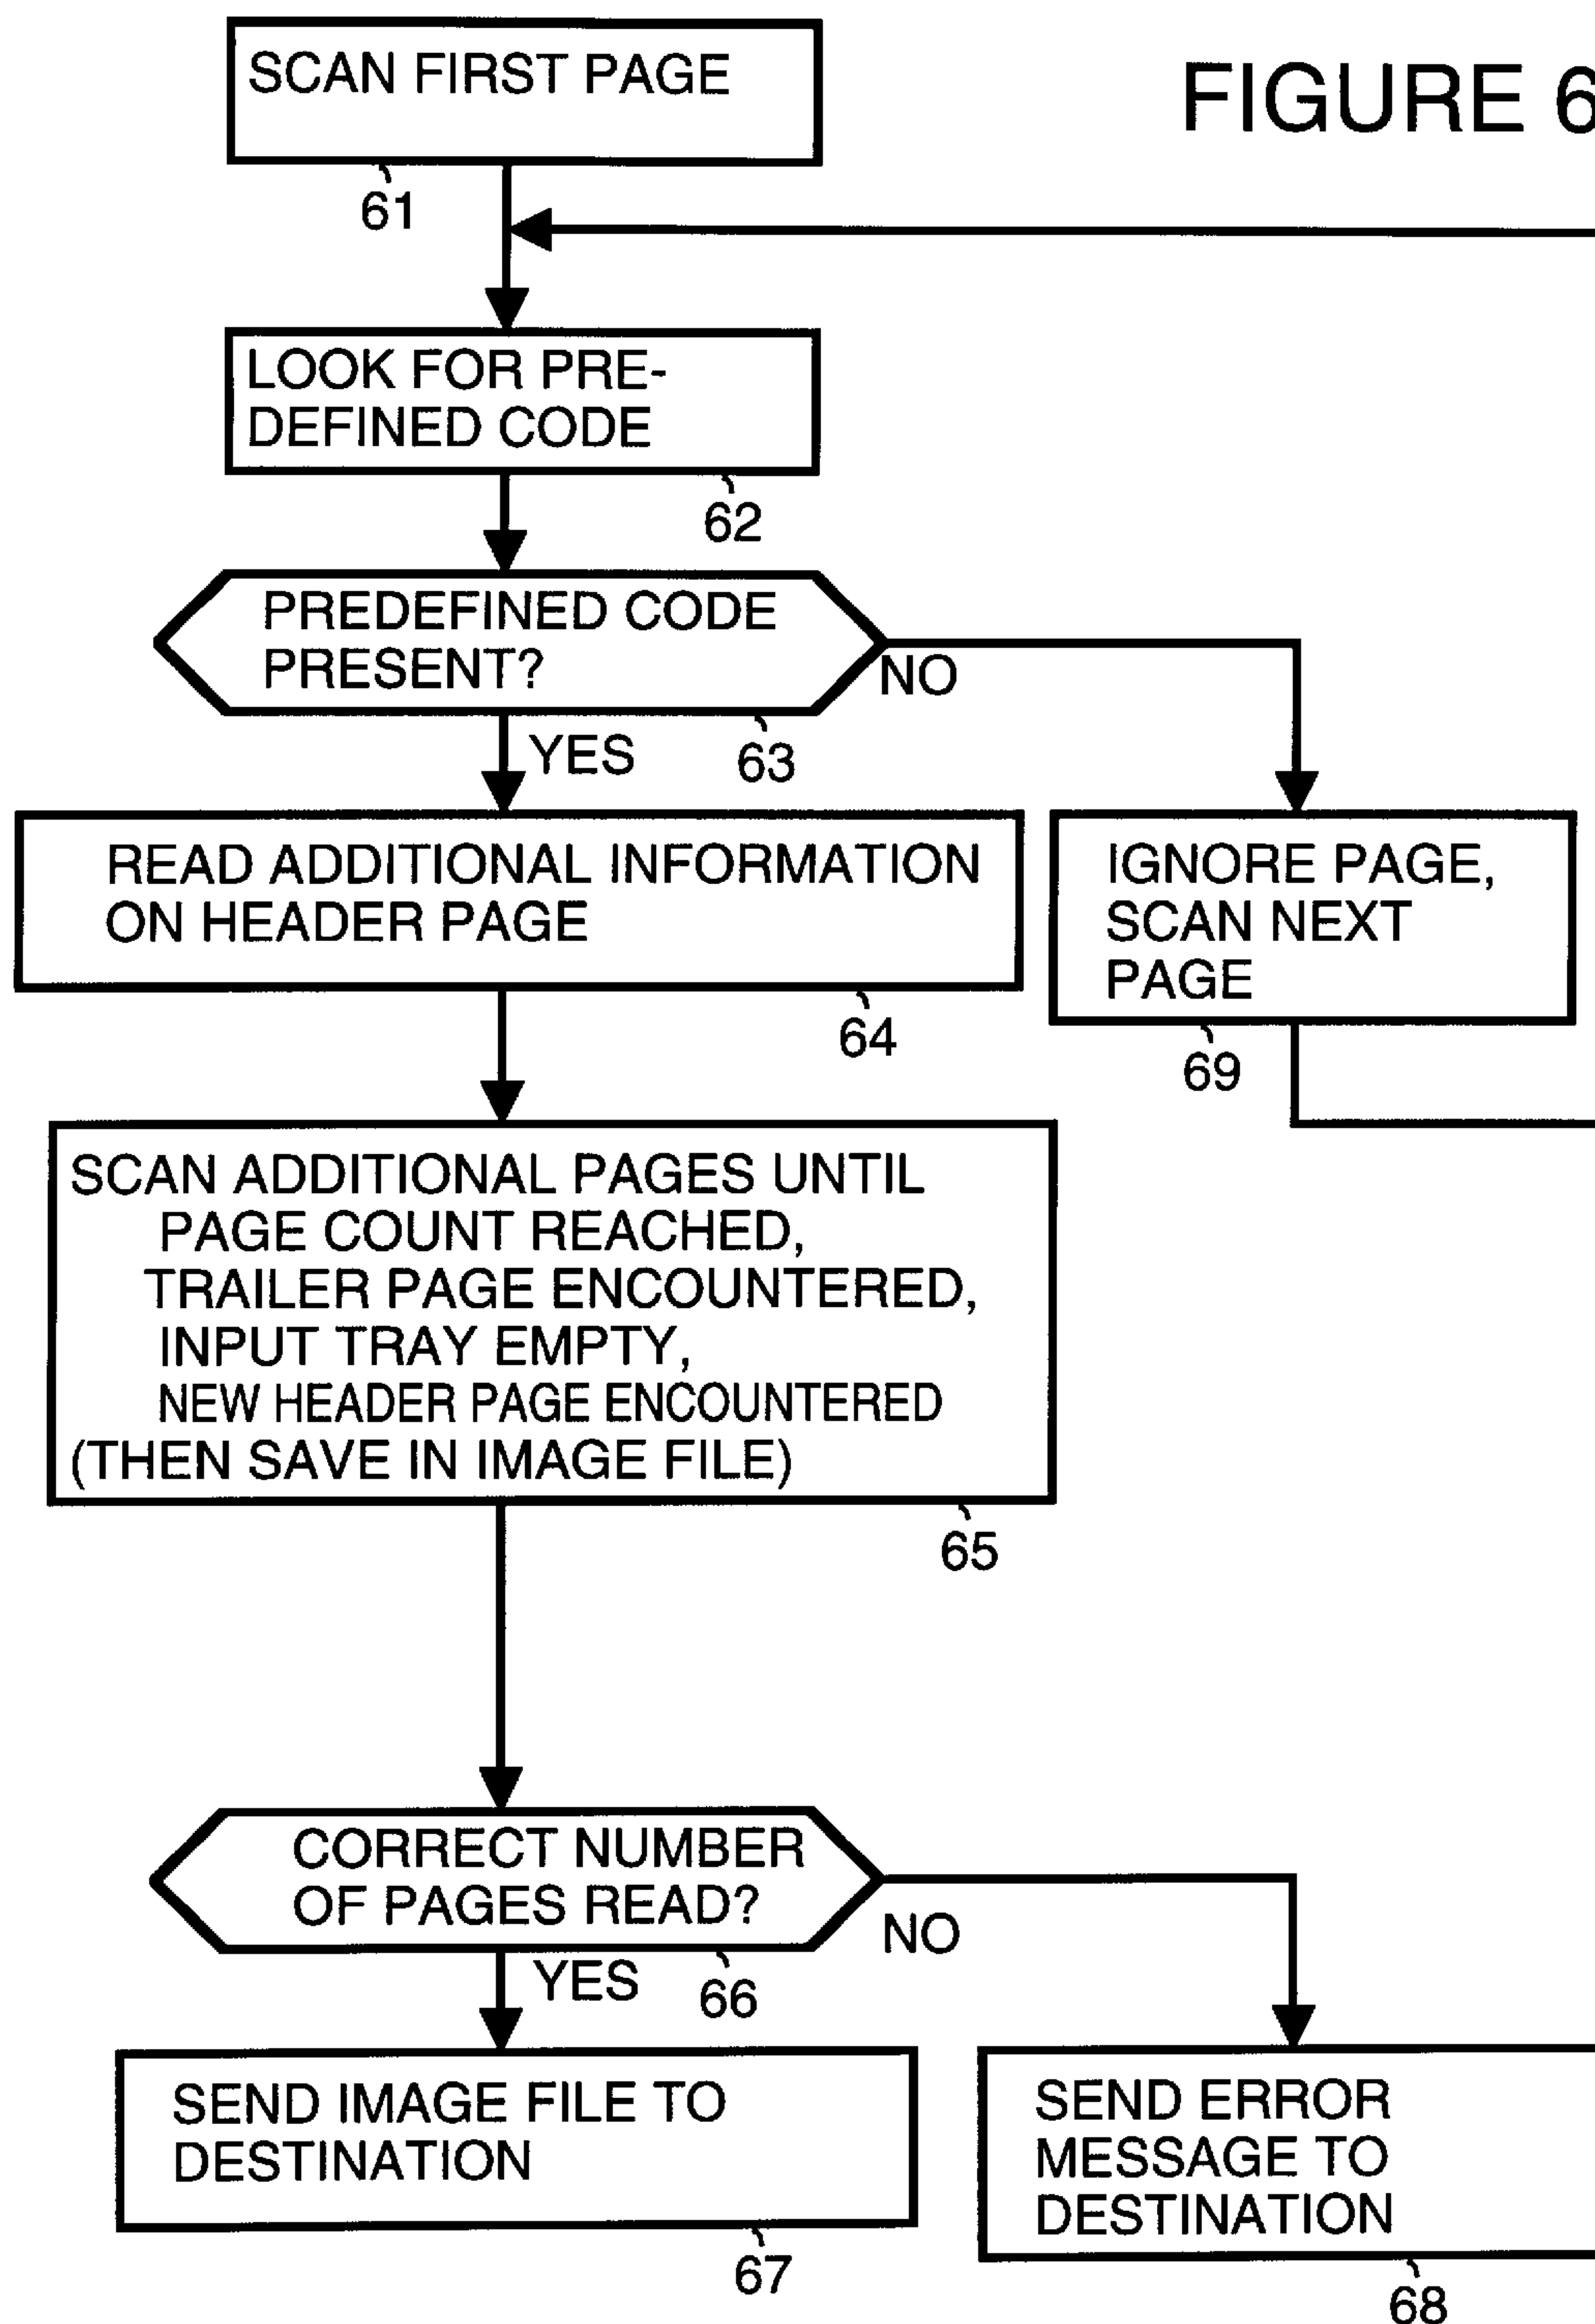 FIGURE 6
SCAN FIRST PAGE
61
LOOK FOR PRE-
DEFINED CODE
62
PREDEFINED CODE
PRESENT?
NO
YES
63
READ ADDITIONAL INFORMATION
ON HEADER PAGE
64
IGNORE PAGE,
SCAN NEXT
PAGE
69
SCAN ADDITIONAL PAGES UNTIL
PAGE COUNT REACHED,
TRAILER PAGE ENCOUNTERED,
INPUT TRAY EMPTY,
NEW HEADER PAGE ENCOUNTERED
(THEN SAVE IN IMAGE FILE)
65
CORRECT NUMBER
OF PAGES READ?
NO
YES
66
SEND IMAGE FILE TO
DESTINATION
67
SEND ERROR
MESSAGE TO
DESTINATION
68